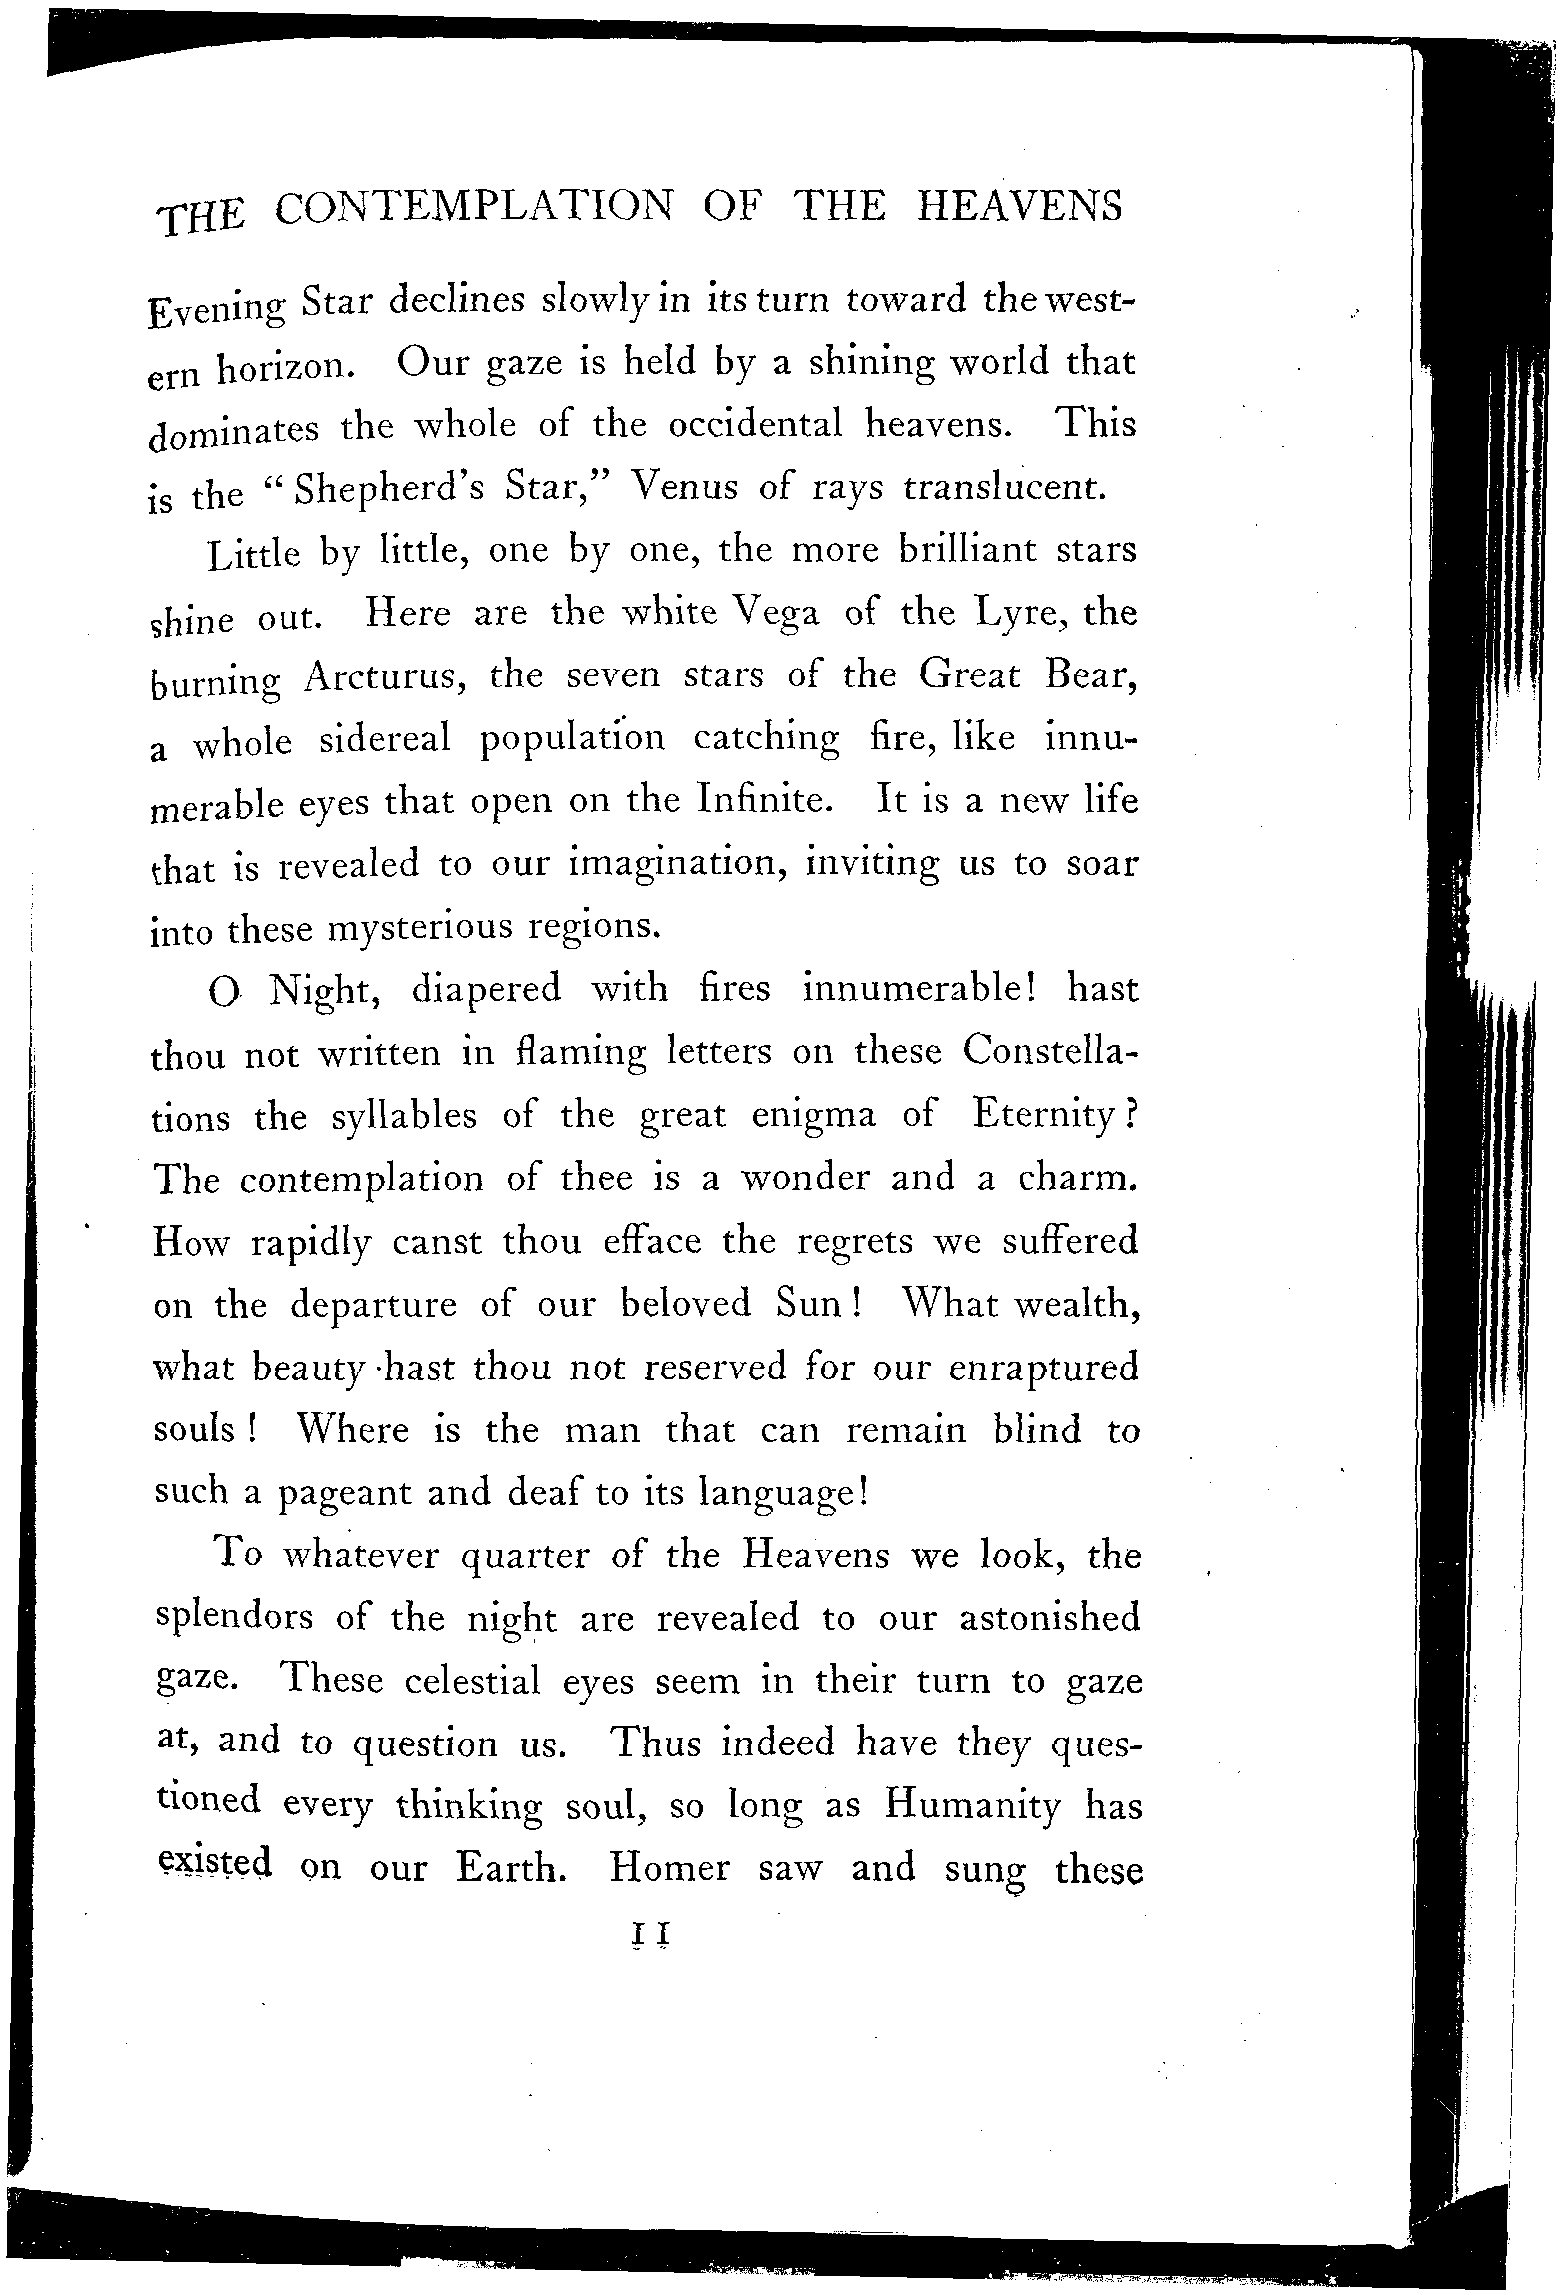 THE CONTEMPLATION OF THE HEAVENS
Evening Star declines slowly in its turn toward the west-
ern horizon. Our gaze is held by a shining world that
dominates the whole of the occidental heavens. This
is the “Shepherd’s Star,” Venus of rays translucent.
Little by little, one by one, the more brilliant stars
shine out. Here are the white Vega of the Lyre, the
burning Arcturus, the seven stars of the Great Bear,
a whole sidereal population catching fire, like innu-
merable eyes that open on the Infinite. It is a new life
that is revealed to our imagination, inviting us to soar
into these mysterious regions.
O Night, diapered with fires innumerable! hast
thou not written in flaming letters on these Constella-
tions the syllables of the great enigma of Eternity?
The contemplation of thee is a wonder and a charm.
How rapidly canst thou efface the regrets we suffered
on the departure of our beloved Sun! What wealth,
what beauty hast thou not reserved for our enraptured
souls! Where is the man that can remain blind to
such a pageant and deaf to its language!
To whatever quarter of the Heavens we look, the
splendors of the night are revealed to our astonished
gaze. These celestial eyes seem in their turn to gaze
at, and to question us. Thus indeed have they ques-
tioned every thinking soul, so long as Humanity has
existed on our Earth. Homer saw and sung these
11